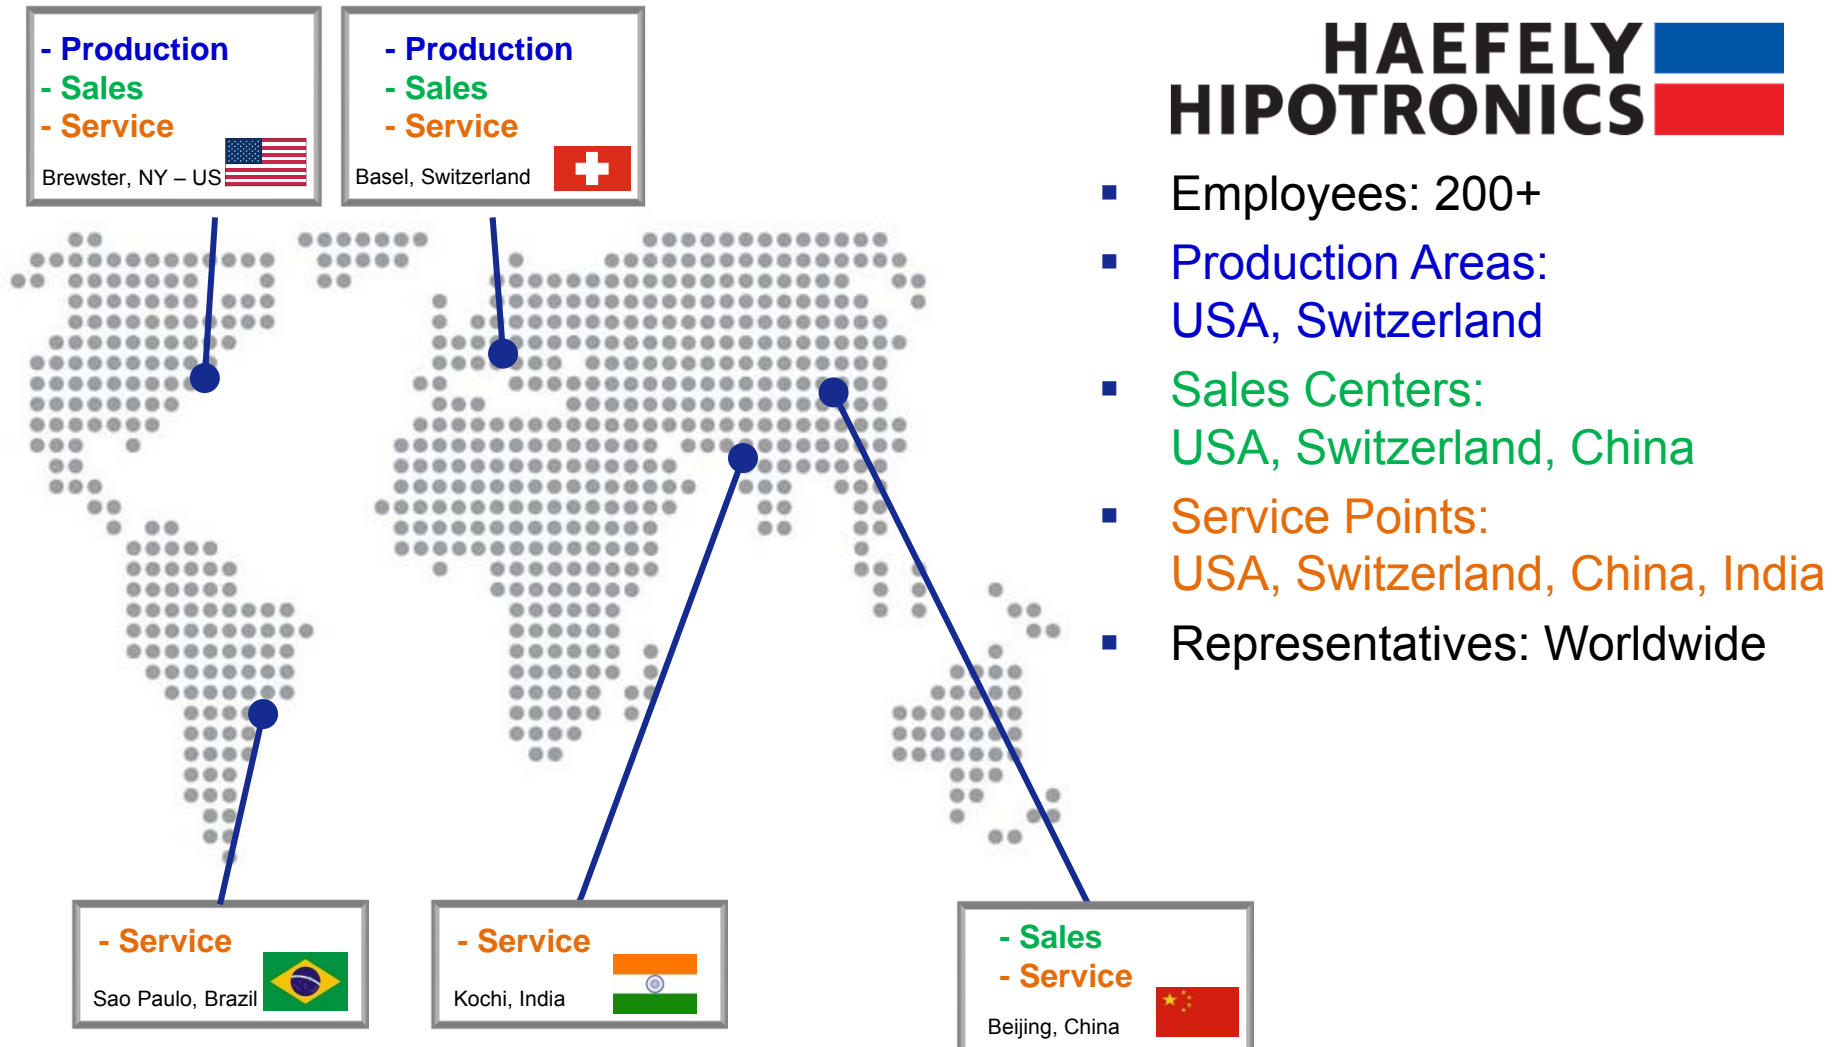 - Production
- Sales
- Service
Brewster, NY – US
- Production
- Sales
- Service
Basel, Switzerland
HAEFELY
HIPOTRONICS
▪ Employees: 200+
▪ Production Areas:
USA, Switzerland
▪ Sales Centers:
USA, Switzerland, China
▪ Service Points:
USA, Switzerland, China, India
▪ Representatives: Worldwide
- Service
Sao Paulo, Brazil
- Service
Kochi, India
- Sales
- Service
Beijing, China